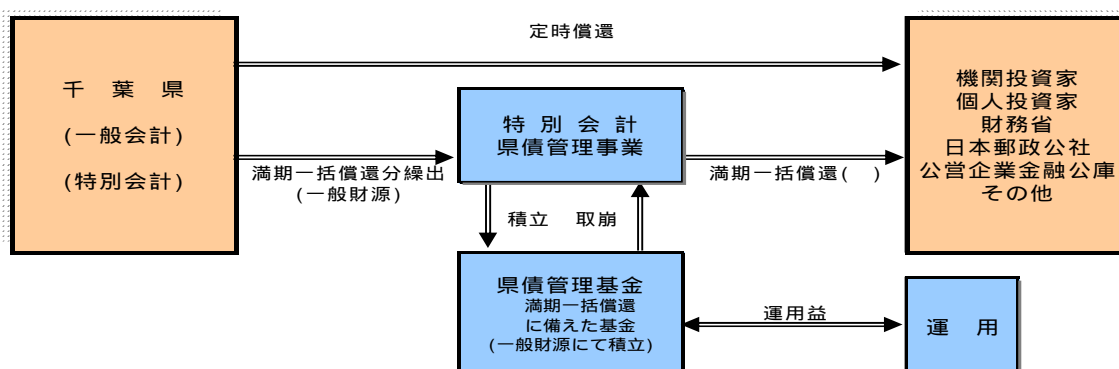 定時償還
千 葉 県
(一般会計)
(特別会計)
機関投資家
個人投資家
財務省
日本郵政公社
公営企業金融公庫
その他
特 別 会 計
県債管理事業
満期一括償還分繰出
(一般財源)
満期一括償還( )
積立 取崩
県債管理基金
満期一括償還
に備えた基金
(一般財源にて積立)
運用益
運 用